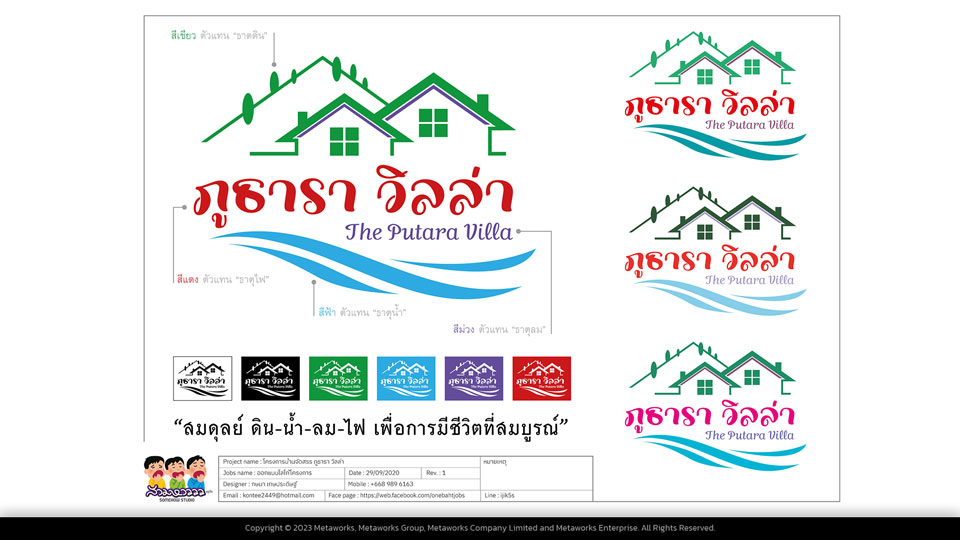 สีเขียว ตัวแทน “ธาตุดิน”
ภูธารา วิลล่า
The Putara Villa
สีแดง ตัวแทน “ธาตุไฟ”
สีฟ้า ตัวแทน “ธาตุน้ำ”
สีม่วง ตัวแทน “ธาตุลม”
ภูธารา วิลล่า
The Putara Villa
ภูธารา วิลล่า
The Putara Villa
ภูธารา วิลล่า
The Putara Villa
ภูธารา วิลล่า
The Putara Villa
ภูธารา วิลล่า
The Putara Villa
ภูธารา วิลล่า
The Putara Villa
ภูธารา วิลล่า
The Putara Villa
ภูธารา วิลล่า
The Putara Villa
ภูธารา วิลล่า
The Putara Villa
“สมดุลย์ ดิน-น้ำ-ลม-ไฟ เพื่อการมีชีวิตที่สมบูรณ์”
SOMEHOW STUDIO
Project name : โครงการบ้านจัดสรร ภูธารา วิลล่า
หมายเหตุ
Jobs name : ออกแบบโลโก้โครงการ
Date : 29/09/2020
Rev. : 1
Designer : กษมา เกษประดิษฐ์
Mobile : +668 989 6163
Email : kontee2449@hotmail.com
Face page : https://web.facebook.com/onebahtjobs
Line : ijik5s
Copyright © 2023 Metaworks, Metaworks Group, Metaworks Company Limited and Metaworks Enterprise. All Rights Reserved.